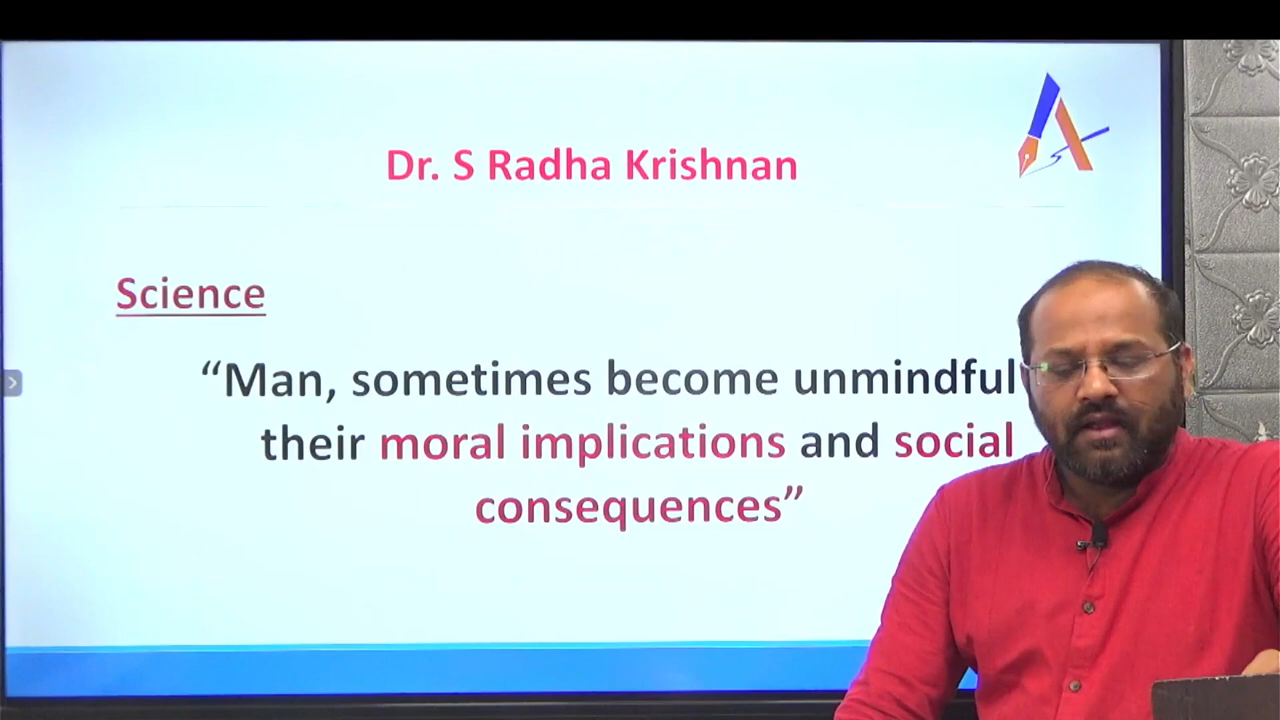 Dr. S Radha Krishnan
Science
“Man, sometimes become unmindful
their moral implications and social
consequences”